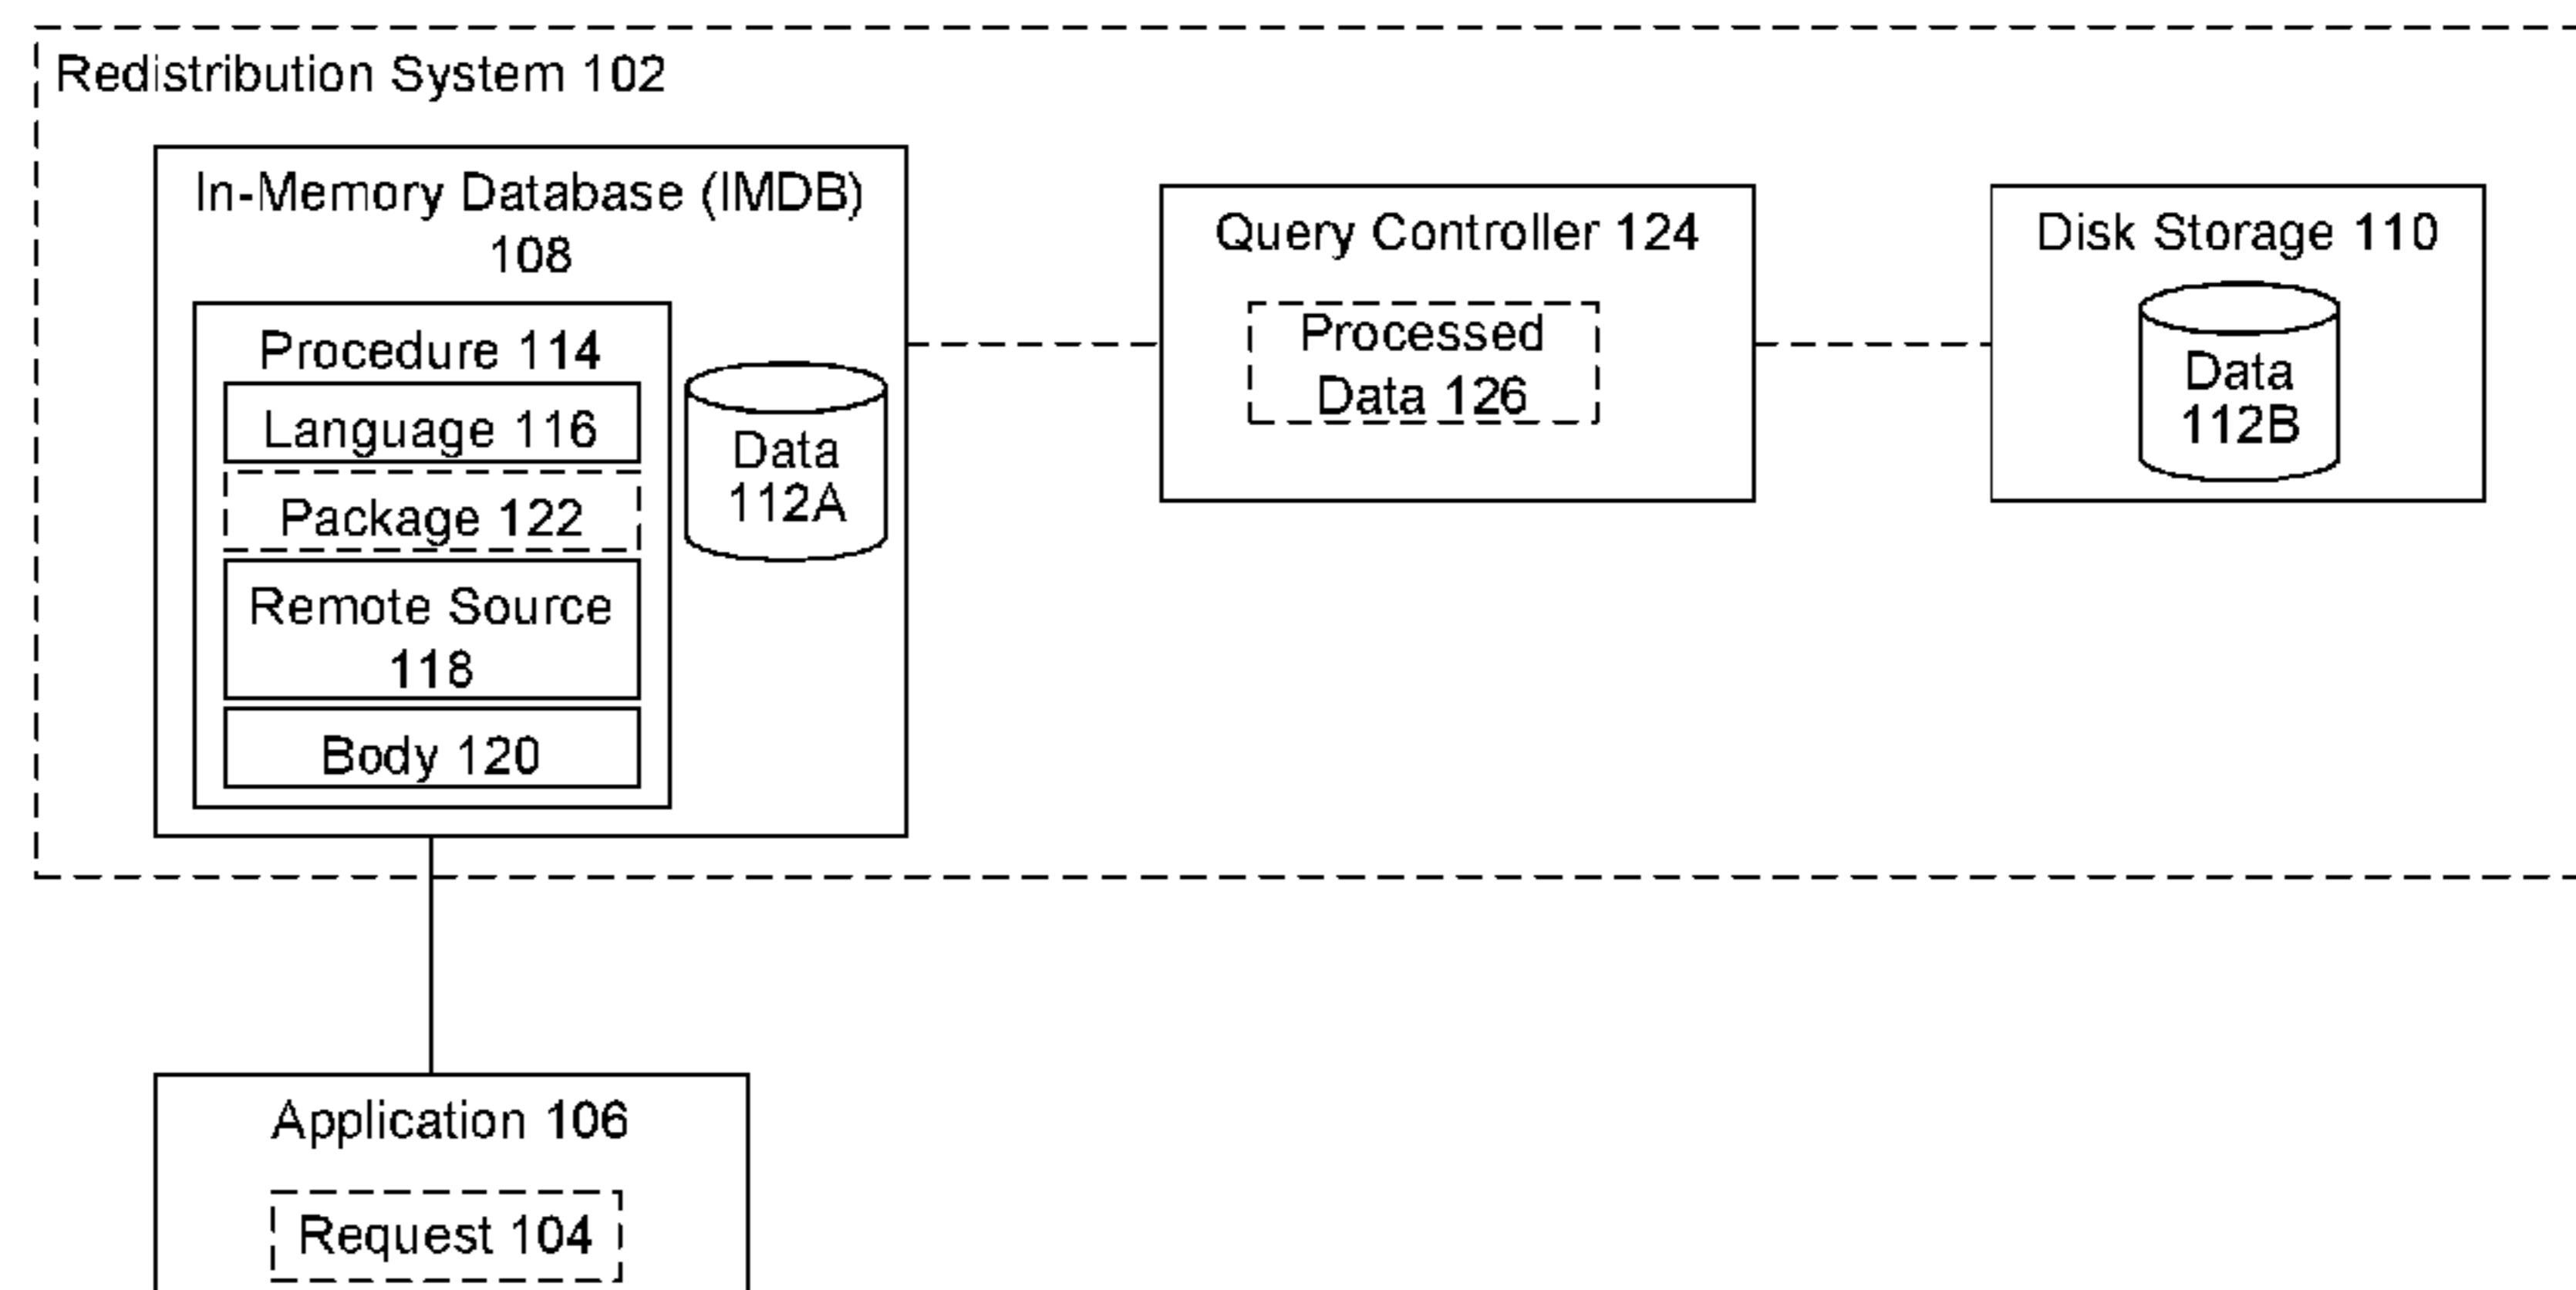 Redistribution System 102
In-Memory Database (IMDB)
108
Procedure 114
Language 116
Package 122
Remote Source
118
Body 120
Data
112A
Query Controller 124
Processed
Data 126
Disk Storage 110
Data
112B
Application 106
Request 104